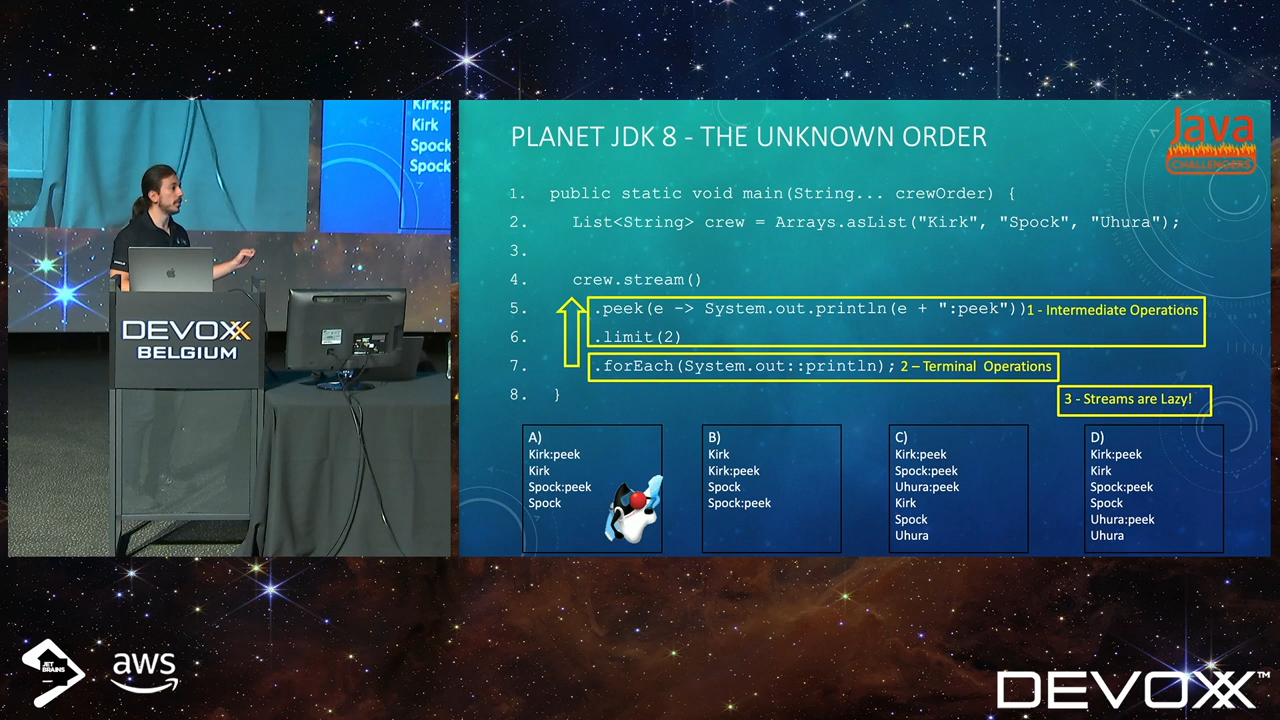 Kirk:p
Kirk
Spock:
Spock
DEVOXX
BELGIUM
PLANET JDK 8 - THE UNKNOWN ORDER
Java
CHALLENGERS
1. public static void main(String... crewOrder) {
2. List<String> crew = Arrays.asList("Kirk", "Spock", "Uhura");
3.
4. crew.stream()
5. .peek(e -> System.out.println(e + ":peek")) 1 - Intermediate Operations
6. .limit(2)
7. .forEach(System.out::println); 2 – Terminal Operations
8. }
3 - Streams are Lazy!
A)
Kirk:peek
Kirk
Spock:peek
Spock
B)
Kirk
Kirk:peek
Spock
Spock:peek
C)
Kirk:peek
Spock:peek
Uhura:peek
Kirk
Spock
Uhura
D)
Kirk:peek
Kirk
Spock:peek
Spock
Uhura:peek
Uhura
JET
BRAINS
aws
DEVOXX™